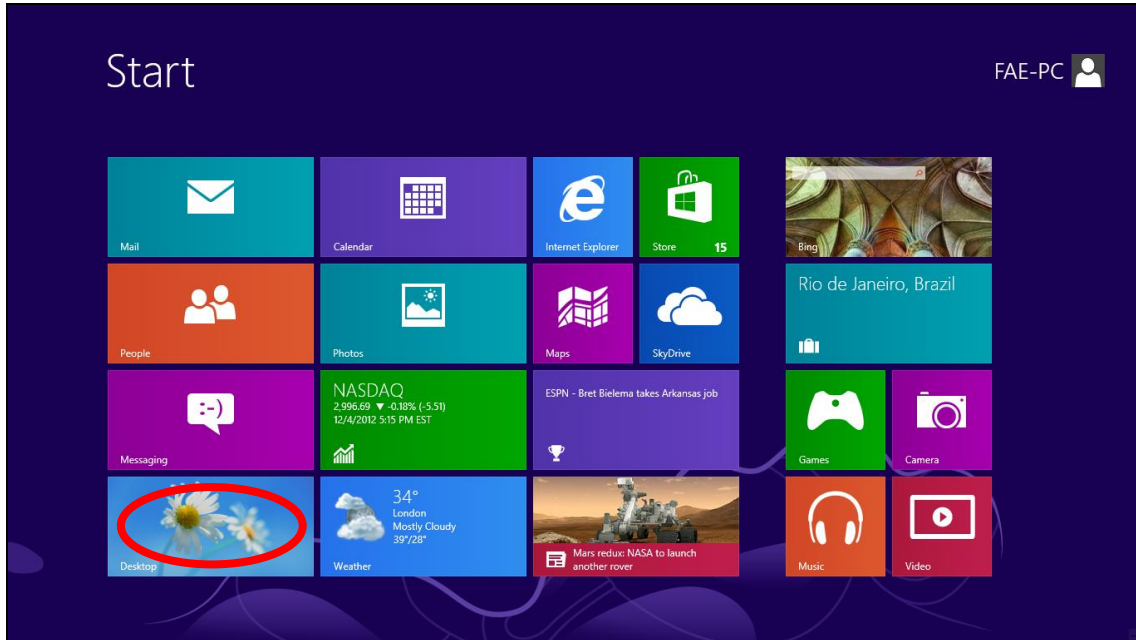 Start
FAE-PC
Mail
Calendar
Internet Explorer
Store 15
Bing
People
Photos
Maps
SkyDrive
Rio de Janeiro, Brazil
Messaging
NASDAQ
2,996.69 ▼ -0.18% (-5.51)
12/4/2012 5:15 PM EST
ESPN - Bret Bielema takes Arkansas job
Games
Camera
Desktop
34°
London
Mostly Cloudy
39°/28°
Weather
Mars redux: NASA to launch
another rover
Music
Video